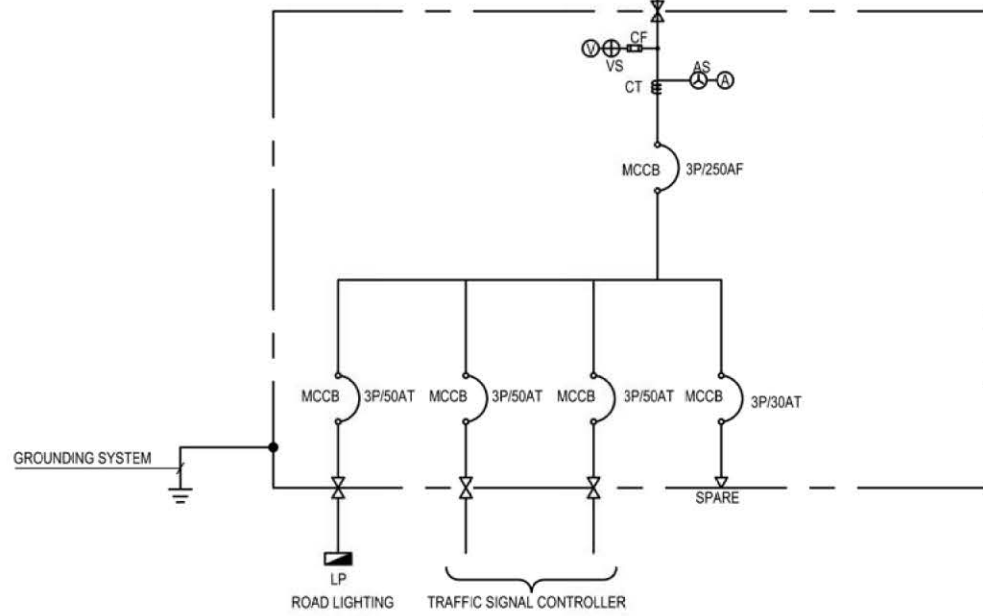 CF
V
VS
AS
A
CT
MCCB 3P/250AF
MCCB 3P/50AT MCCB 3P/50AT MCCB 3P/50AT MCCB 3P/30AT
GROUNDING SYSTEM
SPARE
LP
ROAD LIGHTING TRAFFIC SIGNAL CONTROLLER